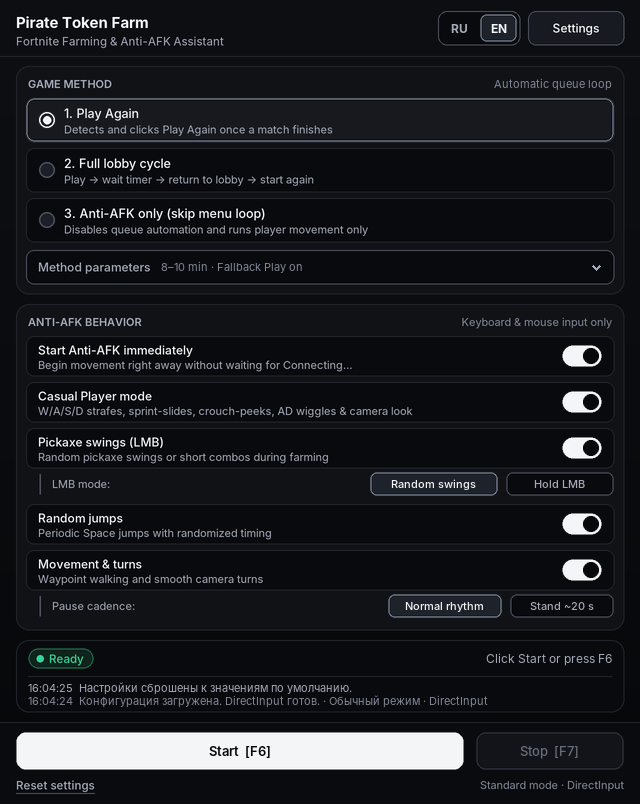 Pirate Token Farm
Fortnite Farming & Anti-AFK Assistant
RU EN Settings
GAME METHOD Automatic queue loop
1. Play Again
Detects and clicks Play Again once a match finishes
2. Full lobby cycle
Play → wait timer → return to lobby → start again
3. Anti-AFK only (skip menu loop)
Disables queue automation and runs player movement only
Method parameters 8–10 min · Fallback Play on
ANTI-AFK BEHAVIOR Keyboard & mouse input only
Start Anti-AFK immediately
Begin movement right away without waiting for Connecting...
Casual Player mode
W/A/S/D strafes, sprint-slides, crouch-peeks, AD wiggles & camera look
Pickaxe swings (LMB)
Random pickaxe swings or short combos during farming
LMB mode: Random swings Hold LMB
Random jumps
Periodic Space jumps with randomized timing
Movement & turns
Waypoint walking and smooth camera turns
Pause cadence: Normal rhythm Stand ~20 s
Ready Click Start or press F6
16:04:25 Настройки сброшены к значениям по умолчанию.
16:04:24 Конфигурация загружена. DirectInput готов. · Обычный режим · DirectInput
Start [F6] Stop [F7]
Reset settings Standard mode · DirectInput